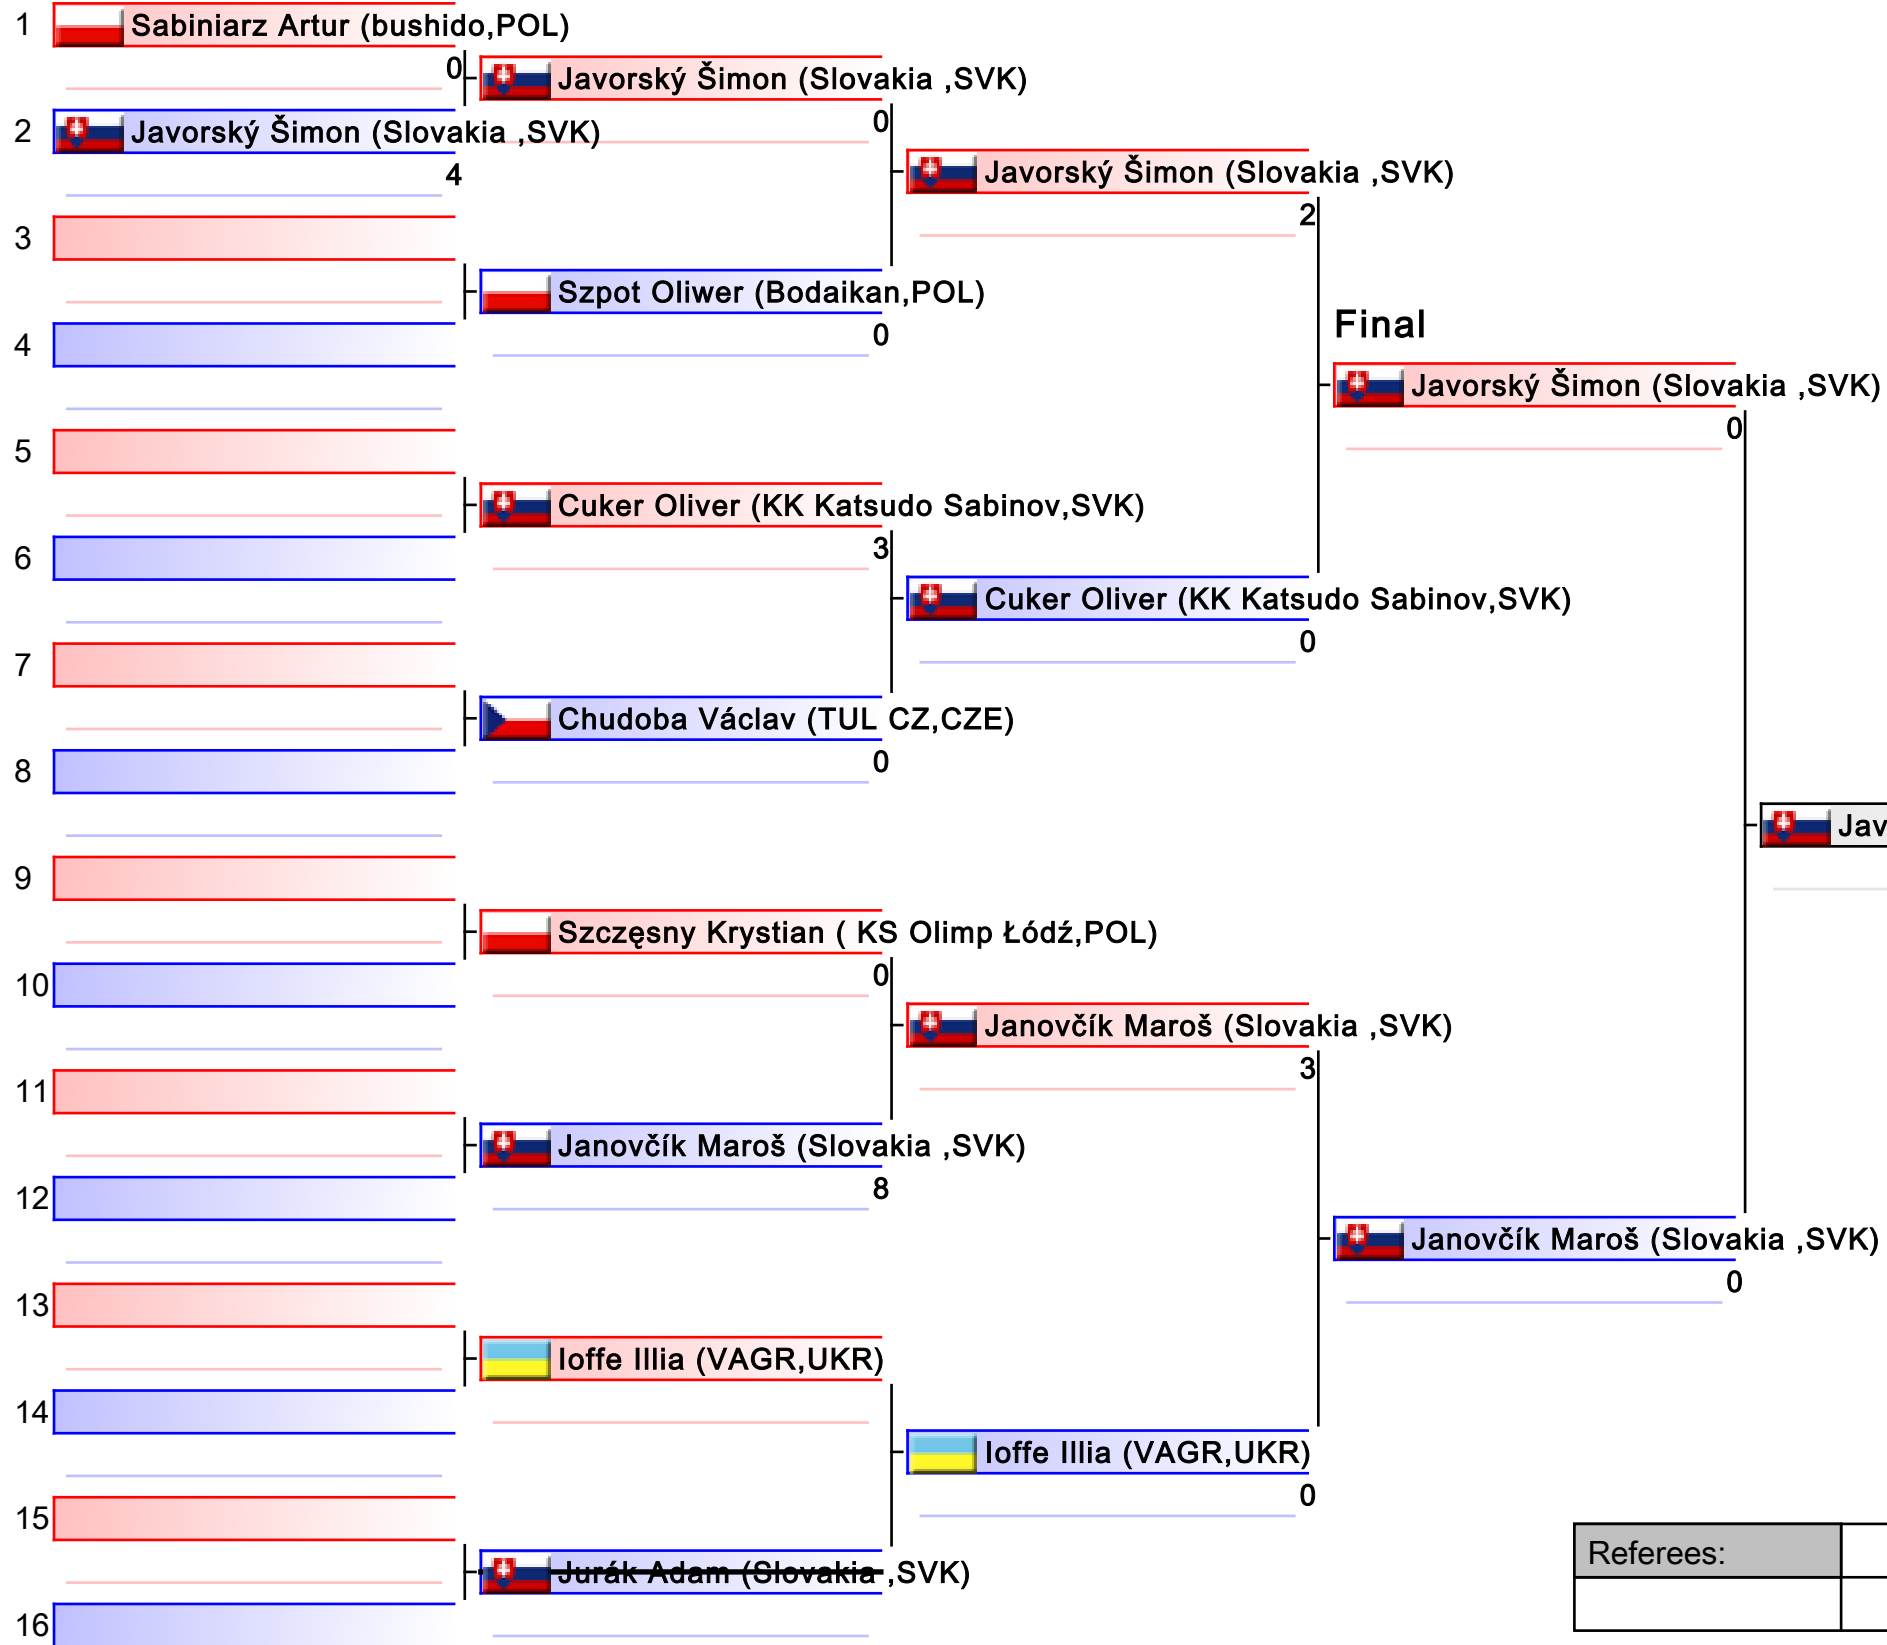 1 Sabiniarz Artur (bushido,POL)
0 Javorský Šimon (Slovakia ,SVK)
2 Javorský Šimon (Slovakia ,SVK) 0
4 Javorský Šimon (Slovakia ,SVK)
3 2
Szpot Oliwer (Bodaikan,POL)
4 0 Final
Javorský Šimon (Slovakia ,SVK)
5 0
Cuker Oliver (KK Katsudo Sabinov,SVK)
6 3
Cuker Oliver (KK Katsudo Sabinov,SVK)
7 0
Chudoba Václav (TUL CZ,CZE)
8 0
Jav
9
Szczęsny Krystian ( KS Olimp Łódź,POL)
10 0
Janovčík Maroš (Slovakia ,SVK)
11 3
Janovčík Maroš (Slovakia ,SVK)
12 8
Janovčík Maroš (Slovakia ,SVK)
13 0
Ioffe Illia (VAGR,UKR)
14
Ioffe Illia (VAGR,UKR)
15 0
Referees:
Jurák Adam (Slovakia ,SVK)
16